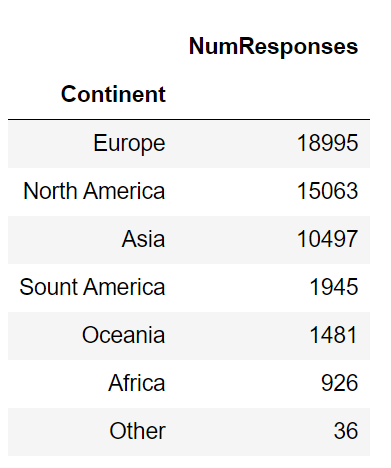 NumResponses
Continent
Europe 18995
North America 15063
Asia 10497
Sount America 1945
Oceania 1481
Africa 926
Other 36